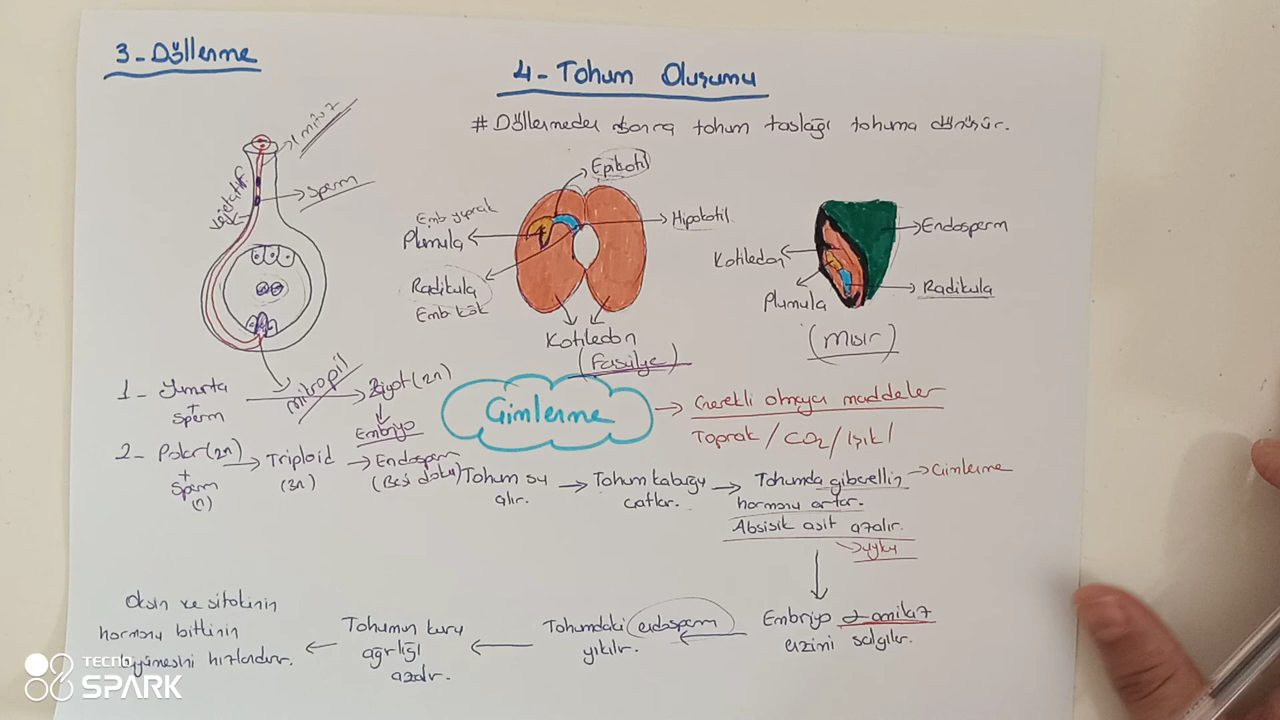 3- Döllenme
1 mitoz
Vejetatif
Sperm
1- Yumurta
+
Sperm
mikropil
Zigot(2n)
Embriyo
2- Polar(2n)
+
Sperm
(n)
Triploid
(3n)
Endosperm
(Besi doku)
4- Tohum Oluşumu
# Döllenmeden sonra tohum taslağı tohuma dönüşür.
Epikotil
Emb yaprak
Plumula
Hipokotil
Radikula
Emb kök
Kotiledon
(Fasülye)
Endosperm
Kotiledon
Plumula
Radikula
(Mısır)
Çimlenme
Gerekli olmayan maddeler
Toprak / CO2 / Işık /
Tohum su
alır.
Tohum kabuğu
çatlar.
Tohumda giberellin
hormonu artar.
Çimlenme
Absisik asit azalır.
uyku
Embriyo α-amilaz
enzimi salgılar.
Tohumdaki endosperm
yıkılır.
Tohumun kuru
ağırlığı
azalır.
Oksin ve sitokinin
hormonu bitkinin
büyümesini hızlandırır.
TECNO
SPARK